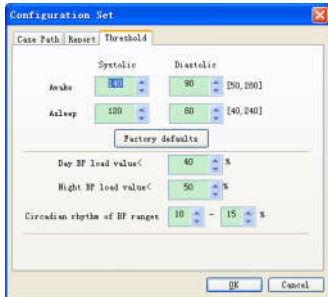 Configuration Set
Case Path Report Threshold
Systolic Diastolic
Awake 140 90 [50,260]
Asleep 120 80 [40,240]
Factory defaults
Day BP load value< 40 %
Night BP load value< 50 %
Circadian rhythm of BP ranges 10 - 15 %
OK Cancel